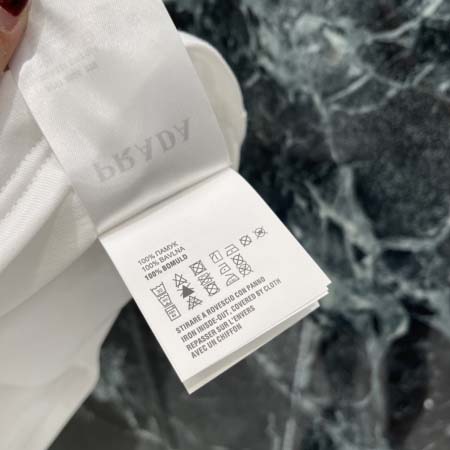 PRADA
100% ПАМУК
100% BAVLNA
100% BOMULD
STIRARE A ROVESCIO CON PANNO
IRON INISDE-OUT, COVERED BY CLOTH
REPASSER SUR L'ENVERS
AVEC UN CHIFFON